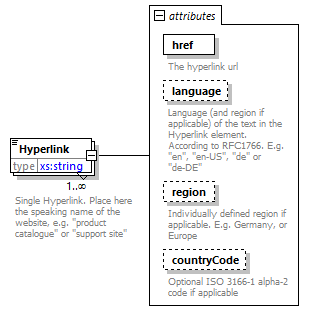 attributes
href
The hyperlink url
language
Language (and region if
applicable) of the text in the
Hyperlink element.
According to RFC1766. E.g.
"en", "en-US", "de" or
"de-DE"
Hyperlink
type xs:string
1..∞
Single Hyperlink. Place here
the speaking name of the
website, e.g. "product
catalogue" or "support site"
region
Individually defined region if
applicable. E.g. Germany, or
Europe
countryCode
Optional ISO 3166-1 alpha-2
code if applicable